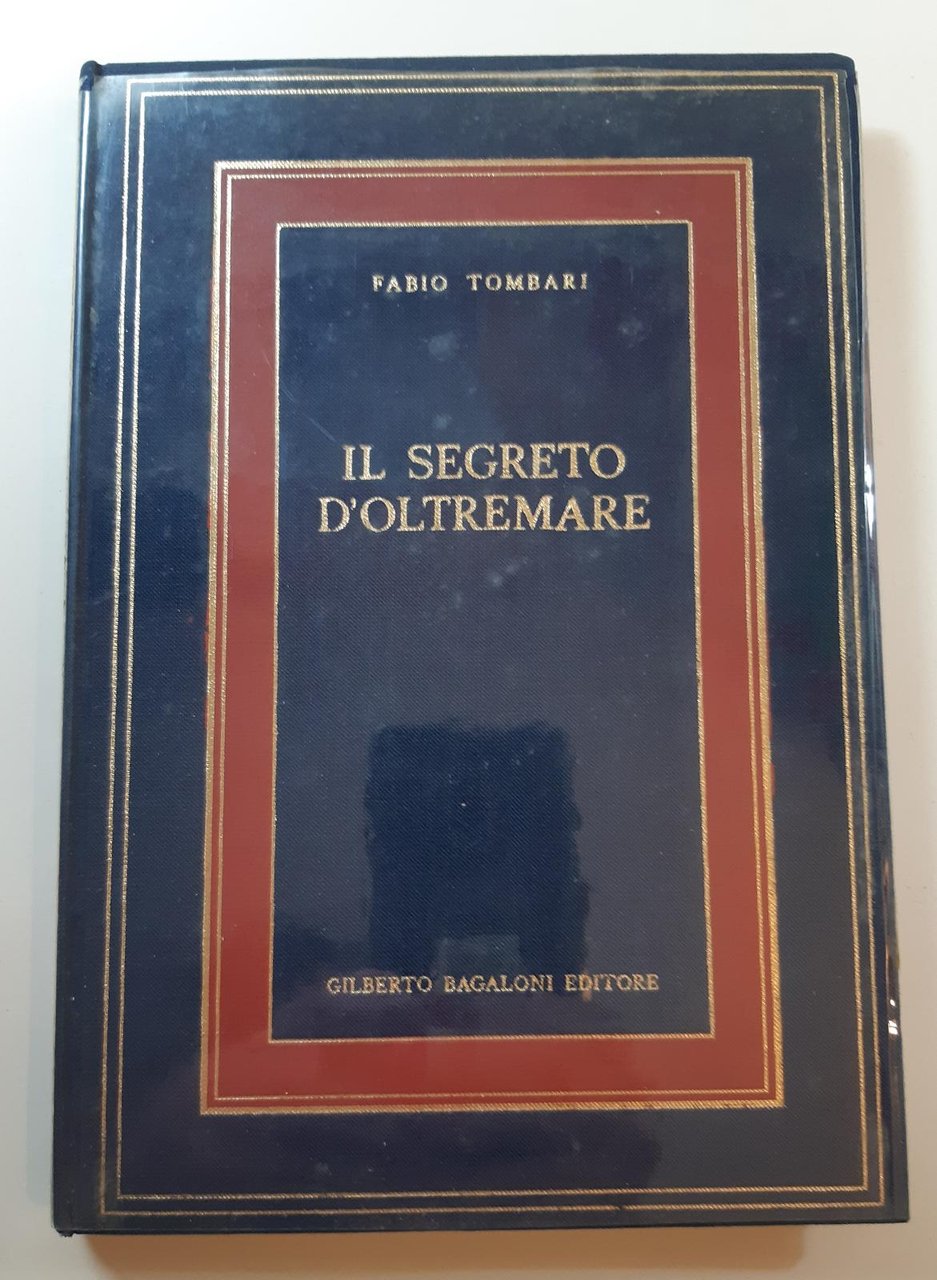 FABIO TOMBARI
IL SEGRETO
D'OLTREMARE
GILBERTO BAGALONI EDITORE